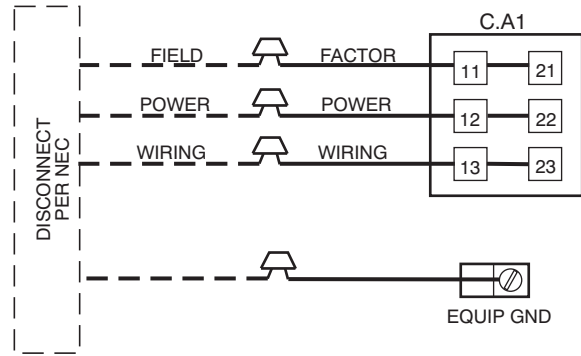 C.A1
FIELD FACTOR
11 21
POWER POWER
12 22
WIRING WIRING
13 23
DISCONNECT
PER NEC
EQUIP GND